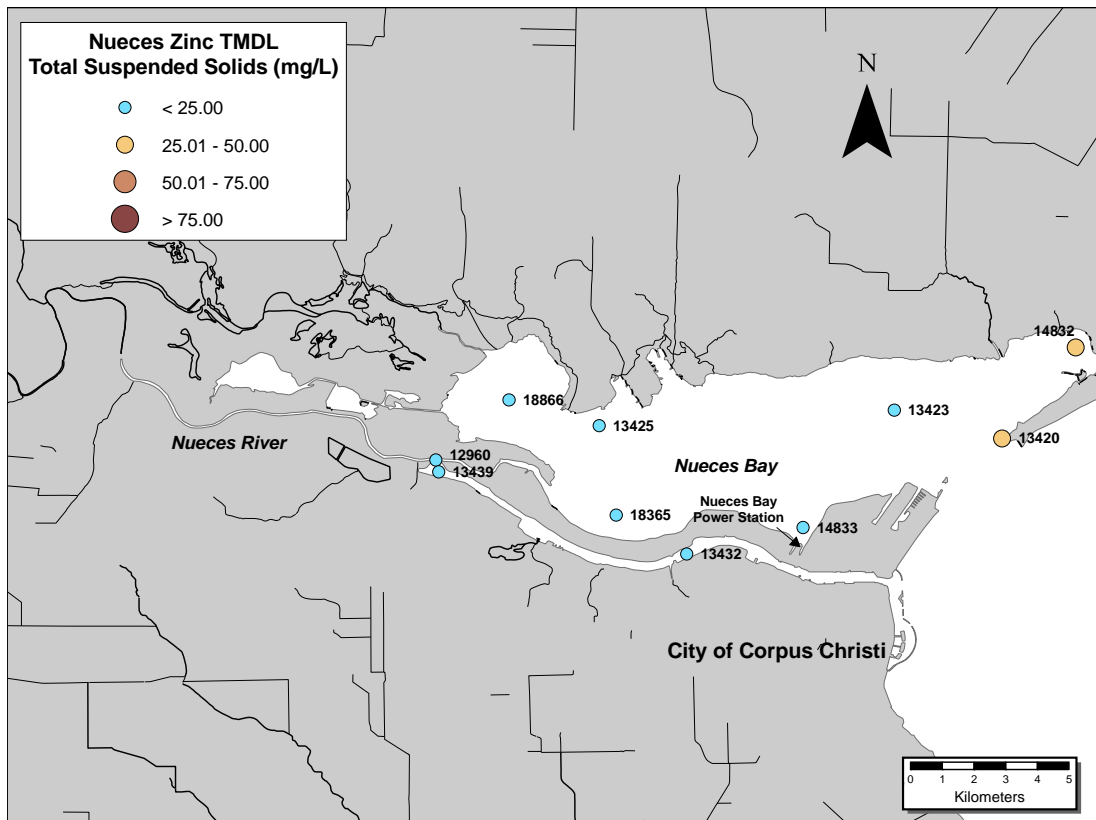 Nueces Zinc TMDL
Total Suspended Solids (mg/L)
< 25.00
25.01 - 50.00
50.01 - 75.00
> 75.00
N
14832
18866
13425
13423
13420
Nueces River
12960
13439
Nueces Bay
18365
Nueces Bay
Power Station
14833
13432
City of Corpus Christi
0 1 2 3 4 5
Kilometers